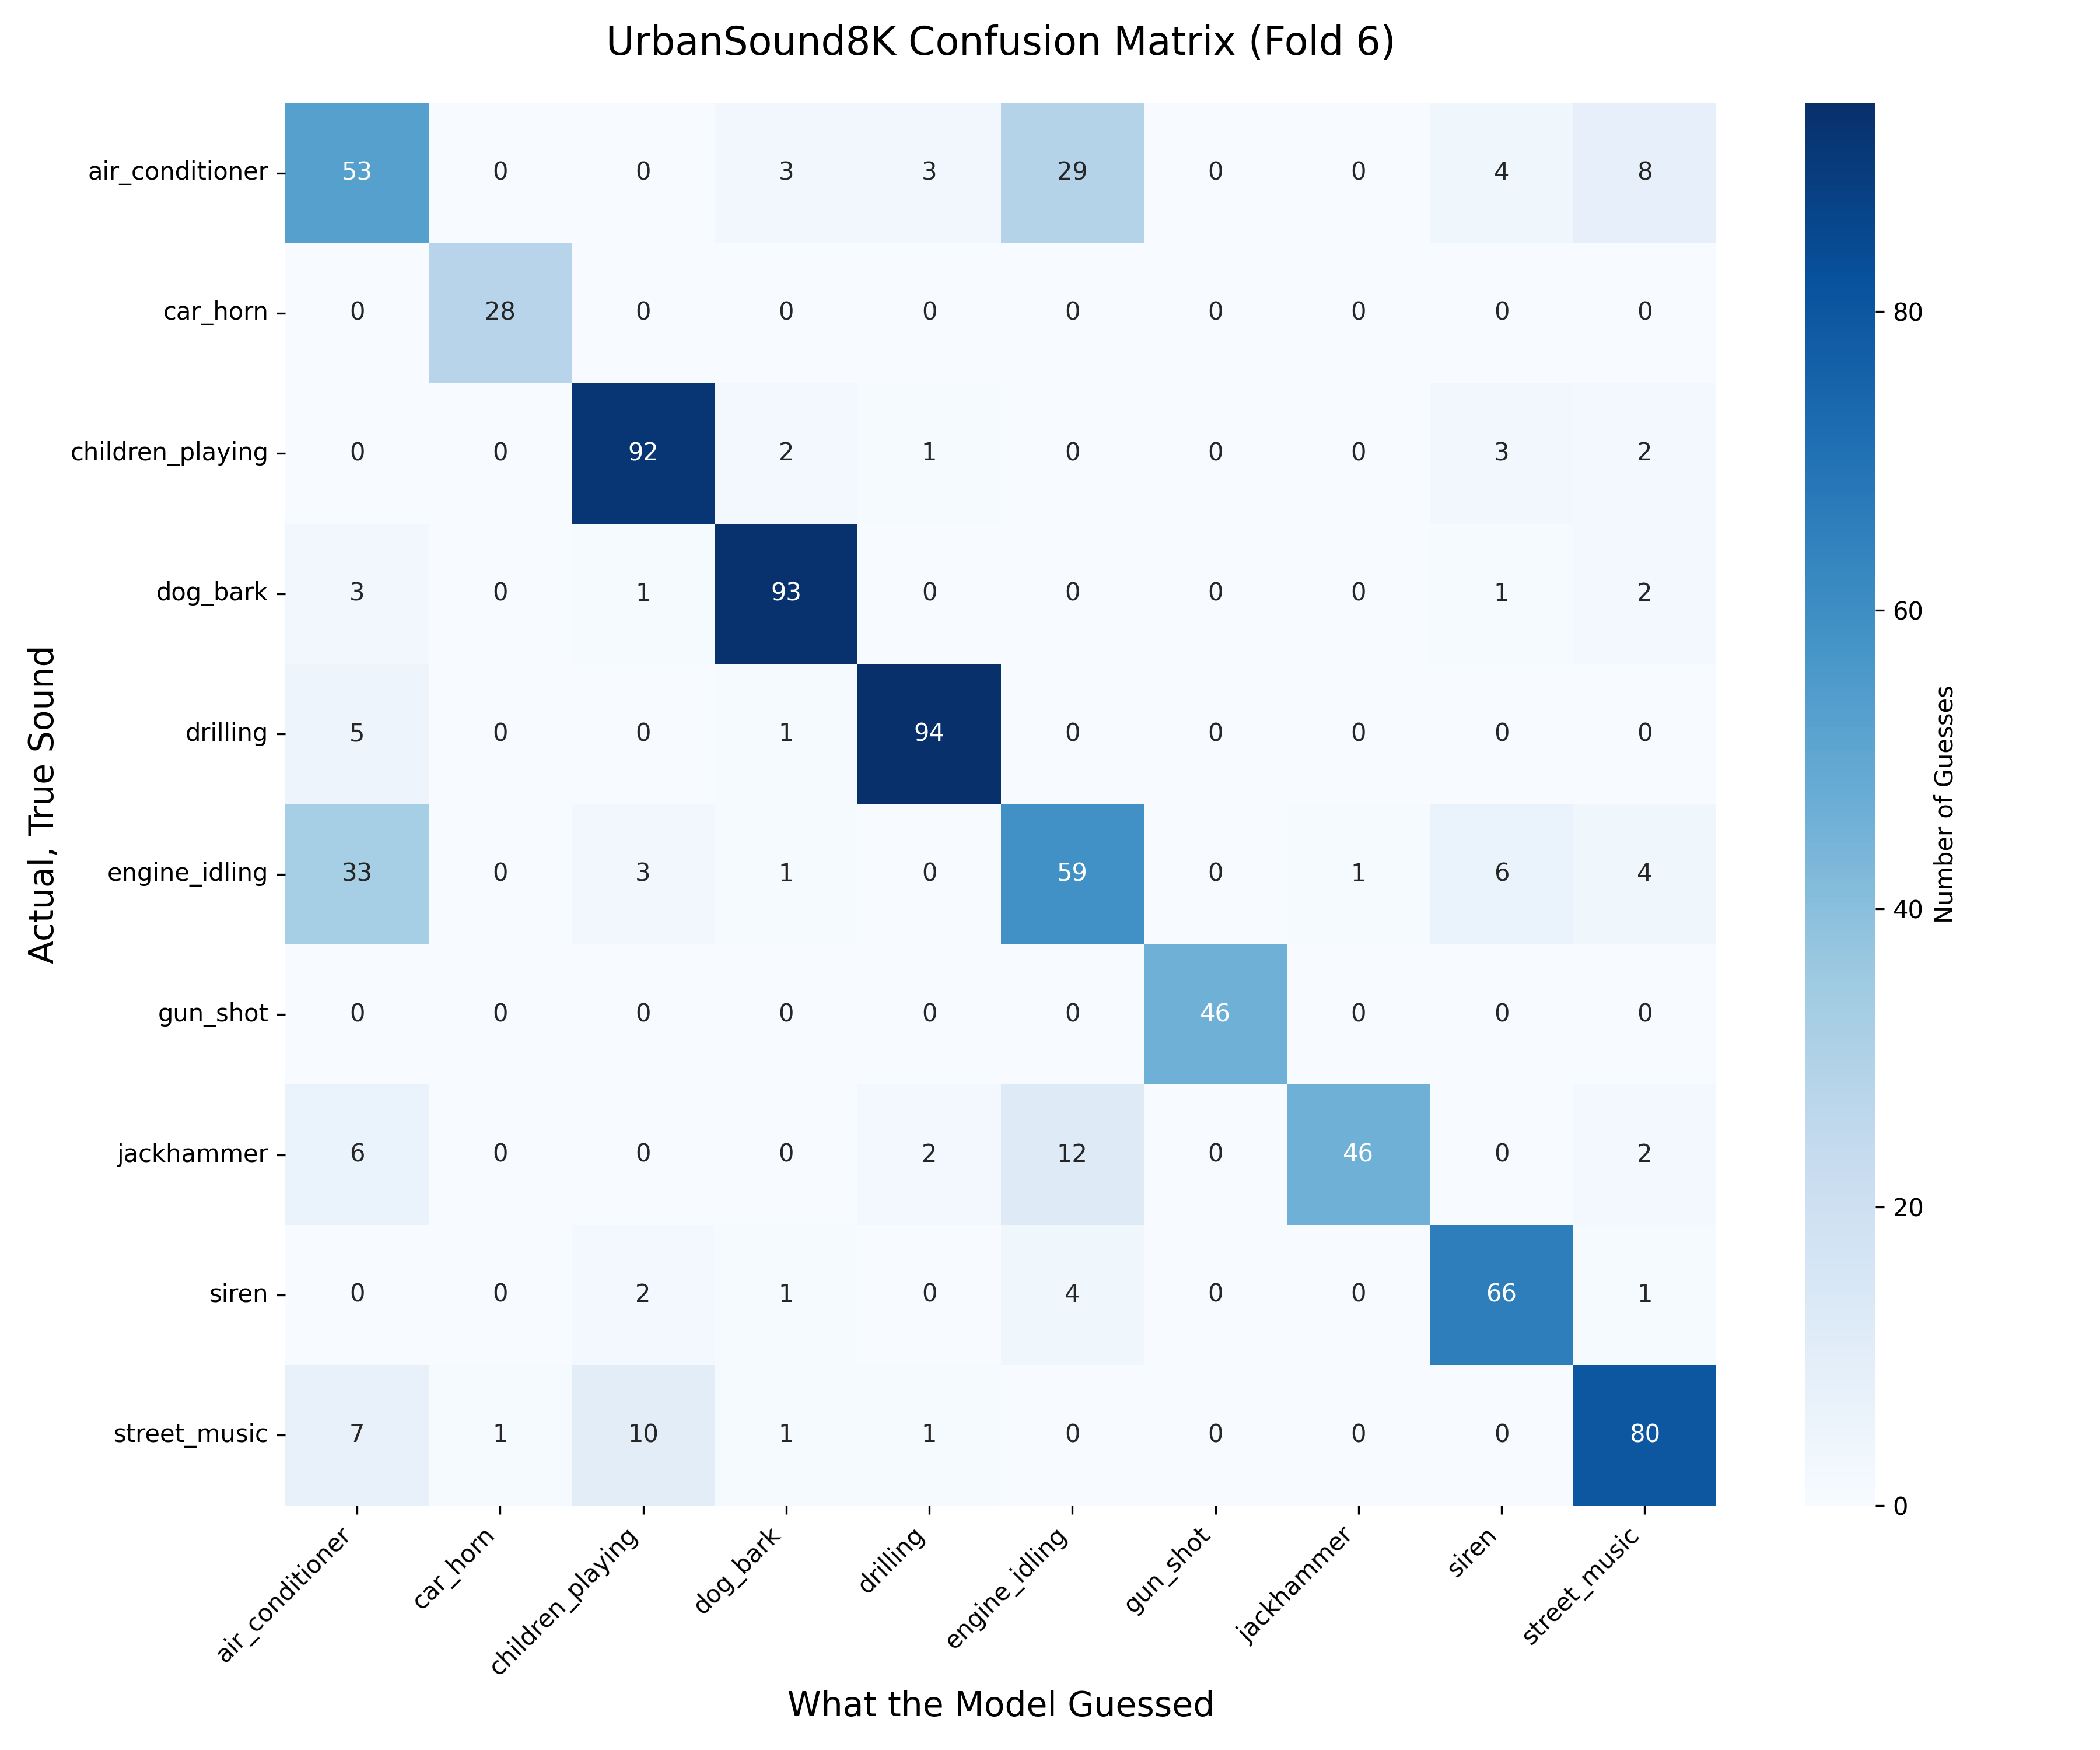 UrbanSound8K Confusion Matrix (Fold 6)
air_conditioner 53 0 0 3 3 29 0 0 4 8
car_horn 0 28 0 0 0 0 0 0 0 0
children_playing 0 0 92 2 1 0 0 0 3 2
dog_bark 3 0 1 93 0 0 0 0 1 2
drilling 5 0 0 1 94 0 0 0 0 0
engine_idling 33 0 3 1 0 59 0 1 6 4
gun_shot 0 0 0 0 0 0 46 0 0 0
jackhammer 6 0 0 0 2 12 0 46 0 2
siren 0 0 2 1 0 4 0 0 66 1
street_music 7 1 10 1 1 0 0 0 0 80
Actual, True Sound
air_conditioner
car_horn
children_playing
dog_bark
drilling
engine_idling
gun_shot
jackhammer
siren
street_music
What the Model Guessed
80
60
40
20
0
Number of Guesses